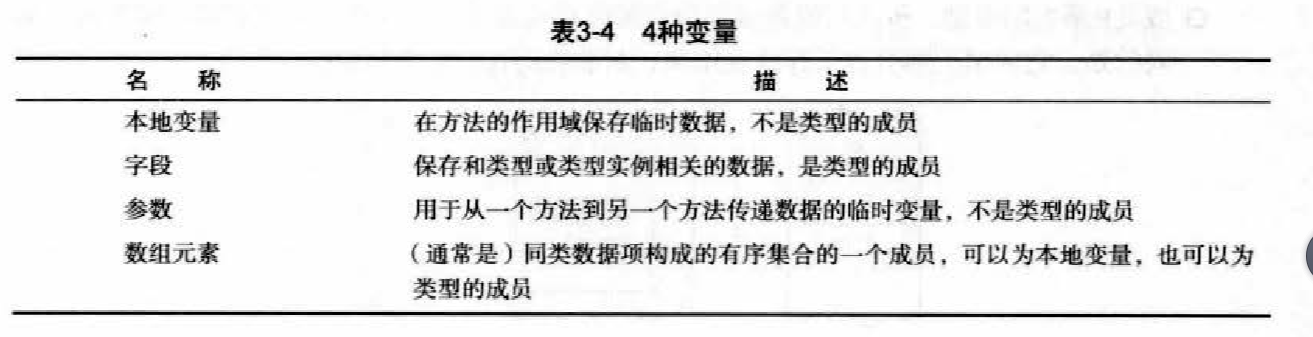 表3-4 4种变量
名 称 描 述
本地变量 在方法的作用域保存临时数据，不是类型的成员
字段 保存和类型或类型实例相关的数据，是类型的成员
参数 用于从一个方法到另一个方法传递数据的临时变量，不是类型的成员
数组元素 （通常是）同类数据项构成的有序集合的一个成员，可以为本地变量，也可以为
类型的成员